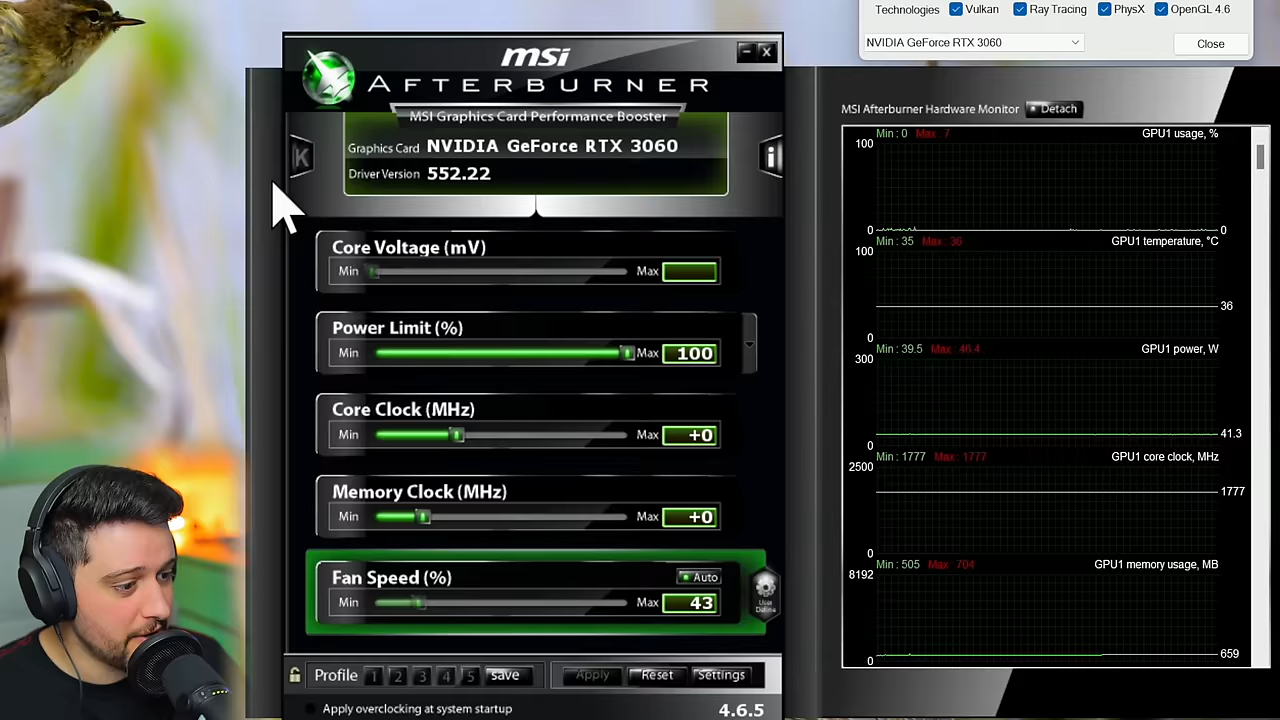 Technologies Vulkan Ray Tracing PhysX OpenGL 4.6
NVIDIA GeForce RTX 3060
Close
msi
AFTERBURNER
MSI Graphics Card Performance Booster
K
i
Graphics Card NVIDIA GeForce RTX 3060
Driver Version 552.22
Core Voltage (mV)
Min Max
Power Limit (%)
Min Max 100
Core Clock (MHz)
Min Max +0
Memory Clock (MHz)
Min Max +0
Fan Speed (%) Auto
Min Max 43
User
Define
Profile 1 2 3 4 5 save
Apply Reset Settings
Apply overclocking at system startup
4.6.5
MSI Afterburner Hardware Monitor Detach
Min : 0 Max : 7 GPU1 usage, %
100
0 0
Min : 35 Max : 36 GPU1 temperature, °C
100
36
0
Min : 39.5 Max : 46.4 GPU1 power, W
300
41.3
0
Min : 1777 Max : 1777 GPU1 core clock, MHz
2500
1777
0
Min : 505 Max : 704 GPU1 memory usage, MB
8192
659
0